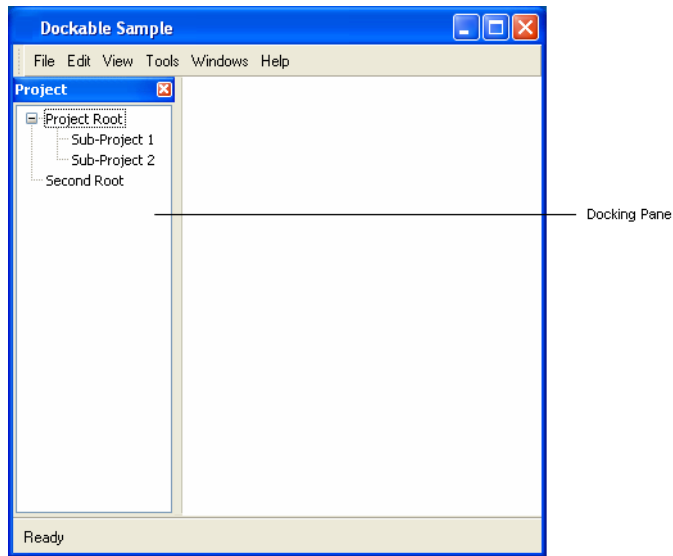 Dockable Sample
File Edit View Tools Windows Help
Project
Project Root
Sub-Project 1
Sub-Project 2
Second Root
Docking Pane
Ready